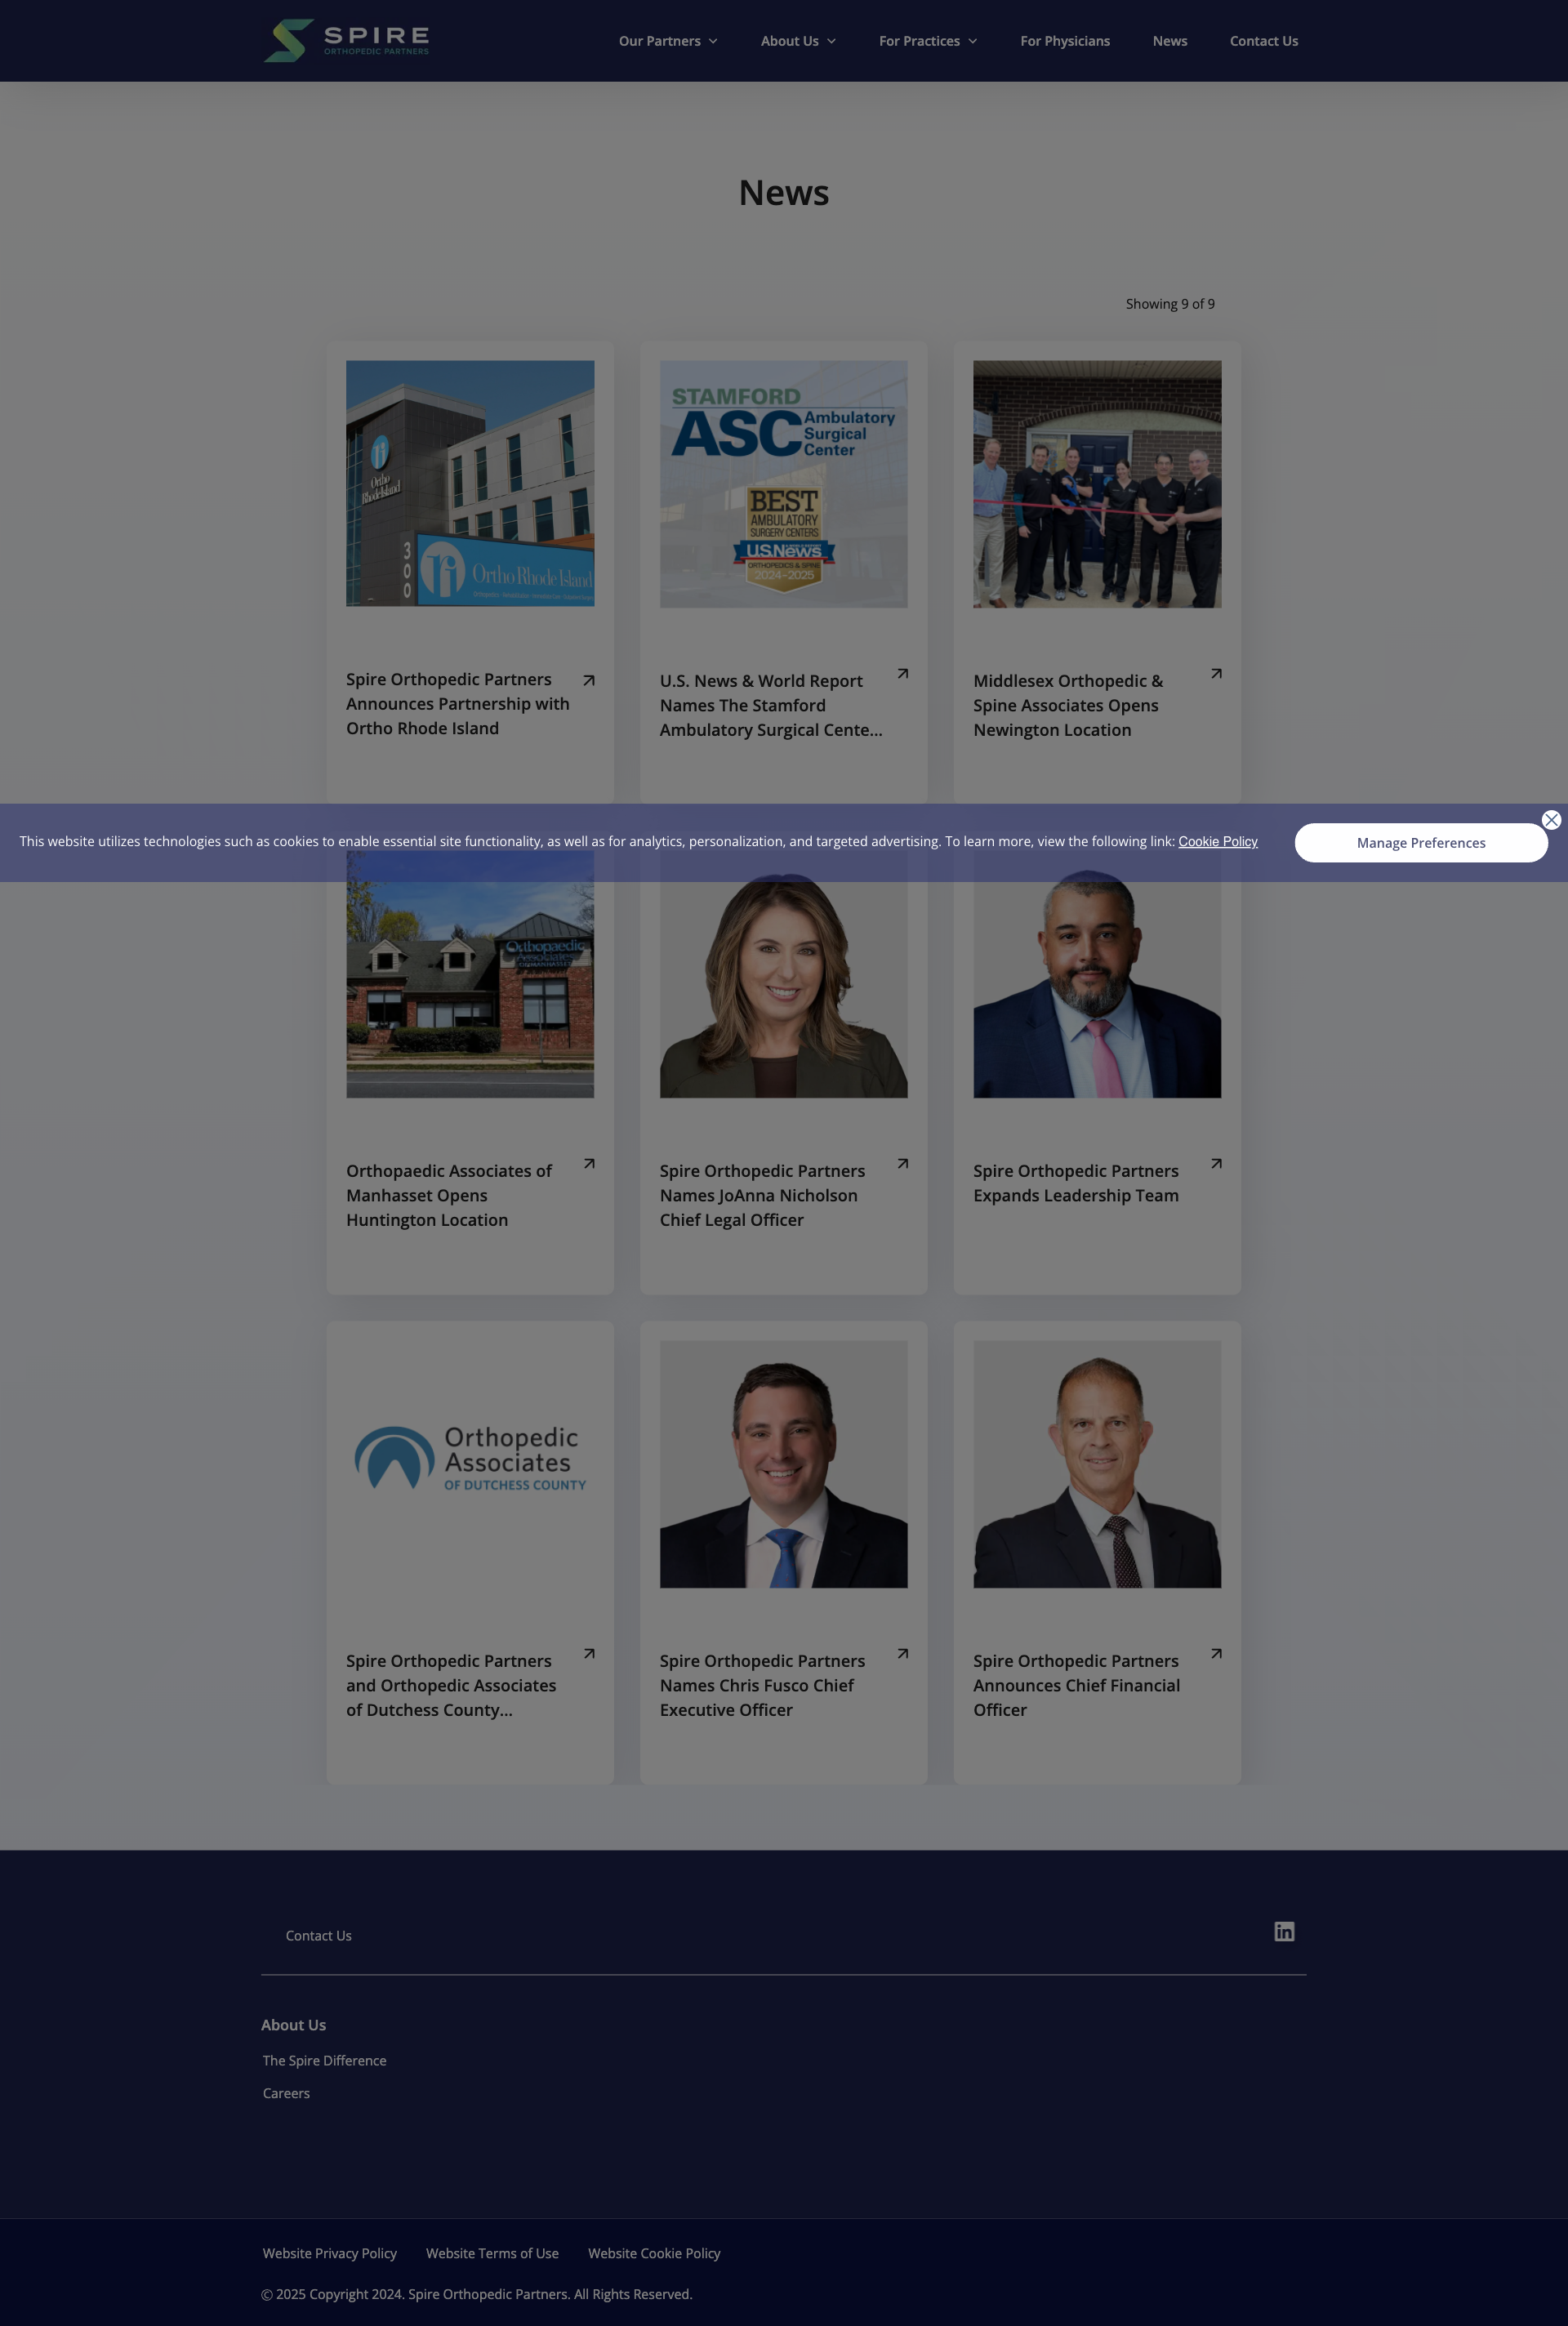 SPIRE
ORTHOPEDIC PARTNERS
Our Partners
About Us
For Practices
For Physicians
News
Contact Us
News
Showing 9 of 9
Ortho
RhodeIsland
300
Ortho Rhode Island
STAMFORD
ASC Ambulatory
Surgical
Center
BEST
AMBULATORY
SURGERY CENTERS
U.S.News
ORTHOPEDICS & SPINE
2024-2025
Spire Orthopedic Partners
Announces Partnership with
Ortho Rhode Island
U.S. News & World Report
Names The Stamford
Ambulatory Surgical Cente...
Middlesex Orthopedic &
Spine Associates Opens
Newington Location
This website utilizes technologies such as cookies to enable essential site functionality, as well as for analytics, personalization, and targeted advertising. To learn more, view the following link: Cookie Policy
Manage Preferences
Orthopaedic
Associates
Orthopaedic Associates of
Manhasset Opens
Huntington Location
Spire Orthopedic Partners
Names JoAnna Nicholson
Chief Legal Officer
Spire Orthopedic Partners
Expands Leadership Team
Orthopedic
Associates
OF DUTCHESS COUNTY
Spire Orthopedic Partners
and Orthopedic Associates
of Dutchess County...
Spire Orthopedic Partners
Names Chris Fusco Chief
Executive Officer
Spire Orthopedic Partners
Announces Chief Financial
Officer
Contact Us
in
About Us
The Spire Difference
Careers
Website Privacy Policy
Website Terms of Use
Website Cookie Policy
© 2025 Copyright 2024. Spire Orthopedic Partners. All Rights Reserved.